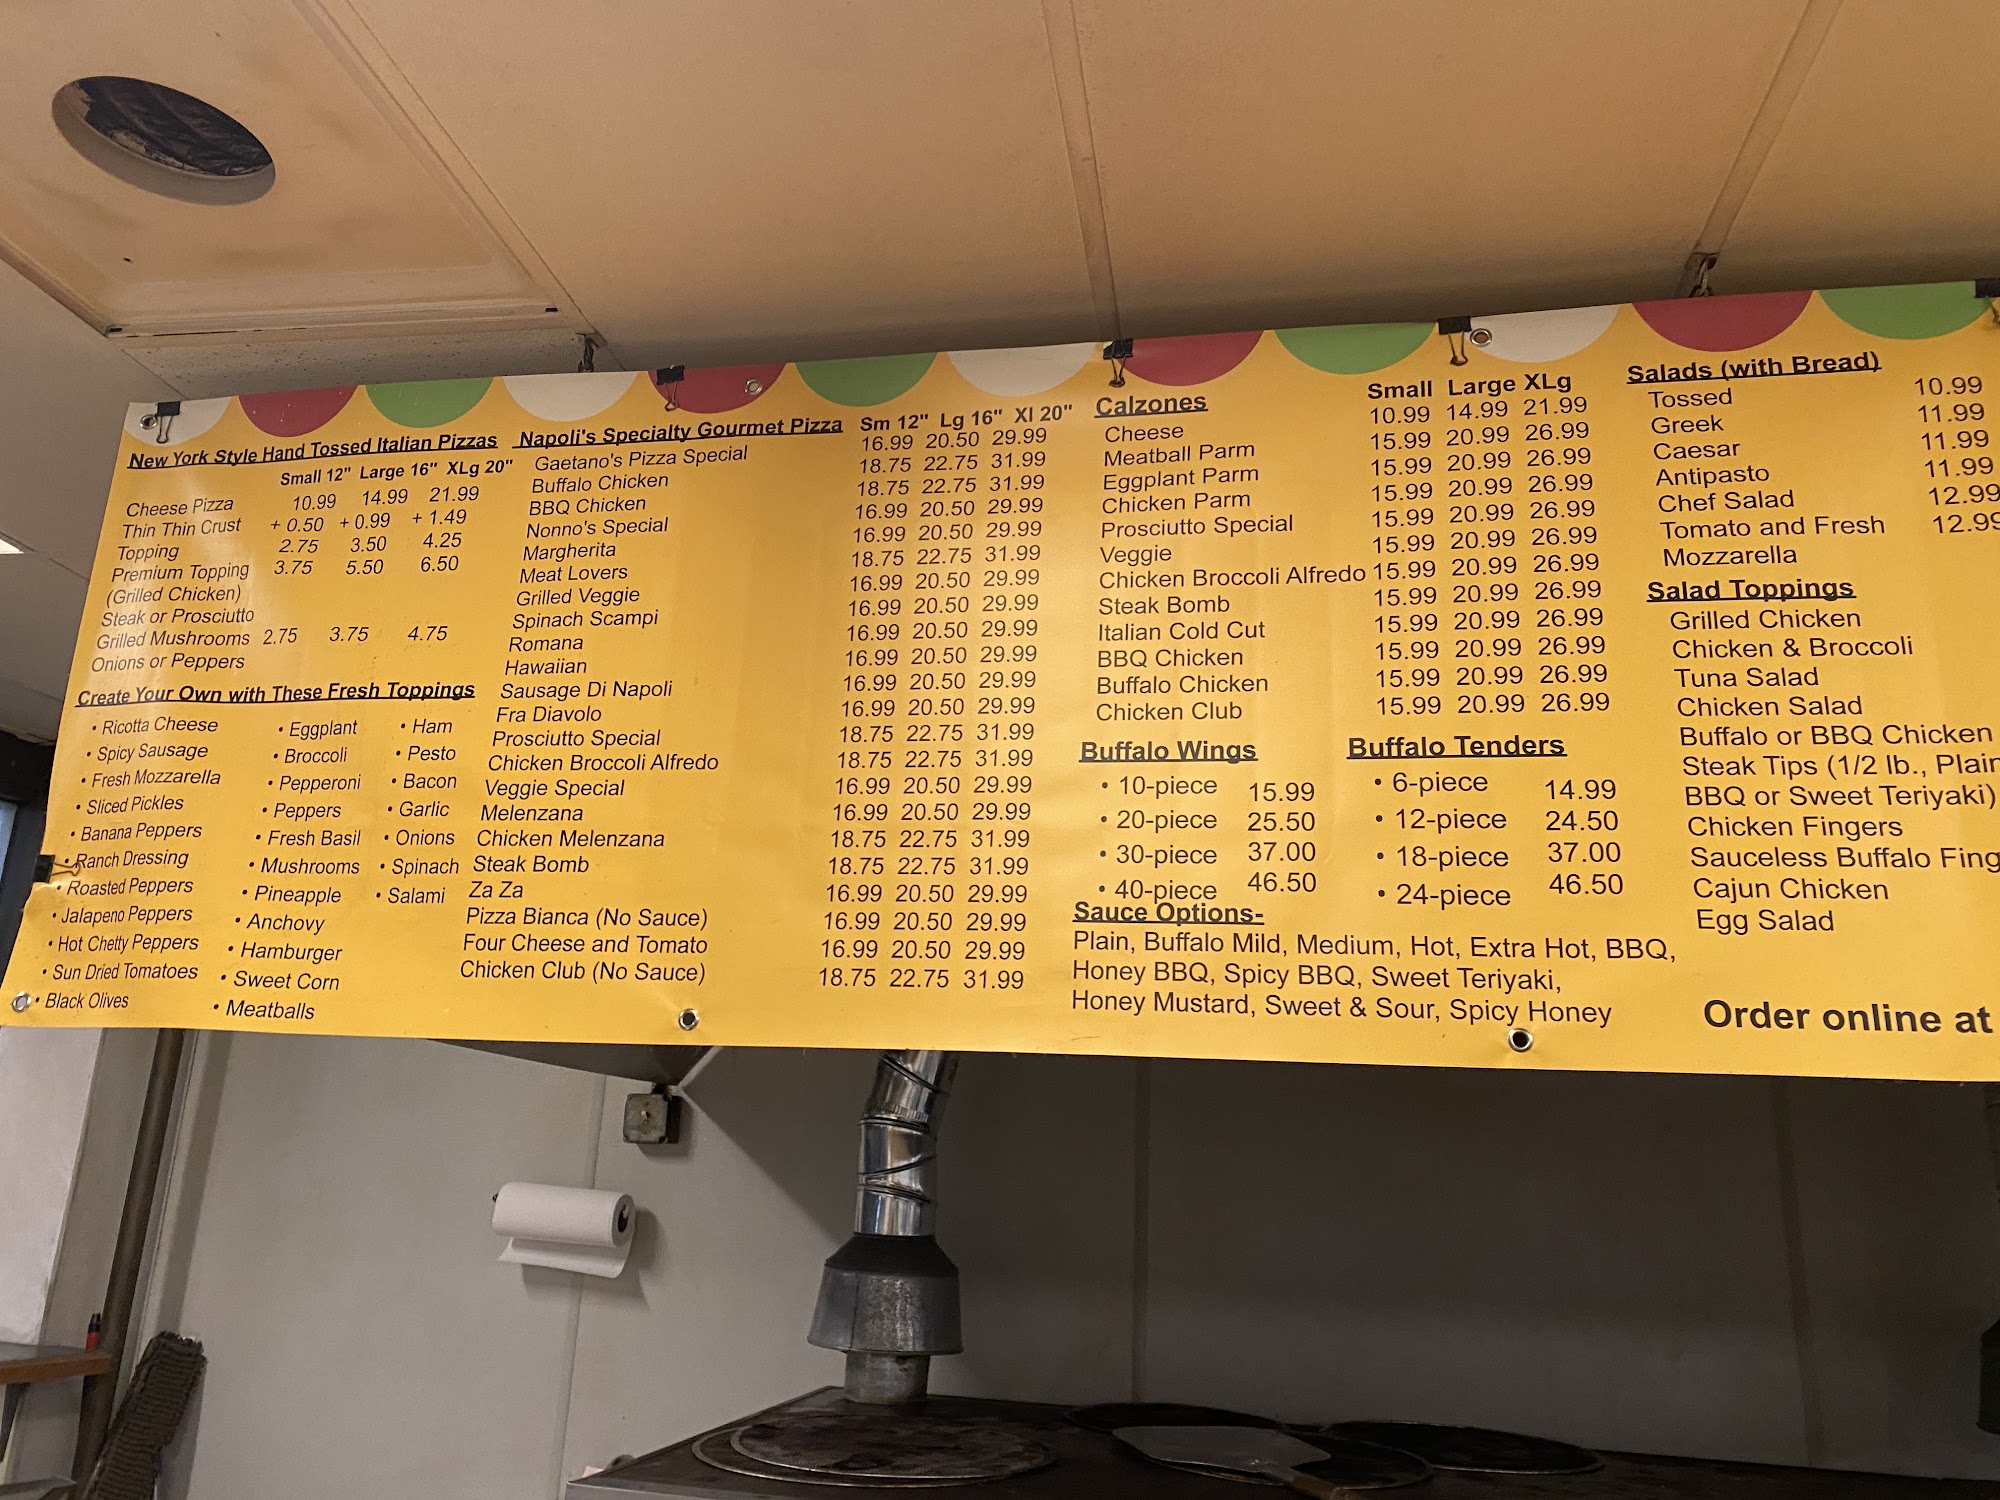 New York Style Hand Tossed Italian Pizzas
Small 12" Large 16" XLg 20"
Cheese Pizza 10.99 14.99 21.99
Thin Thin Crust + 0.50 + 0.99 + 1.49
Topping 2.75 3.50 4.25
Premium Topping 3.75 5.50 6.50
(Grilled Chicken)
Steak or Prosciutto
Grilled Mushrooms 2.75 3.75 4.75
Onions or Peppers
Create Your Own with These Fresh Toppings
• Ricotta Cheese
• Spicy Sausage
• Fresh Mozzarella
• Sliced Pickles
• Banana Peppers
• Ranch Dressing
• Roasted Peppers
• Jalapeno Peppers
• Hot Chetty Peppers
• Sun Dried Tomatoes
• Black Olives
• Eggplant
• Broccoli
• Pepperoni
• Peppers
• Fresh Basil
• Mushrooms
• Pineapple
• Anchovy
• Hamburger
• Sweet Corn
• Meatballs
• Ham
• Pesto
• Bacon
• Garlic
• Onions
• Spinach
• Salami
Napoli's Specialty Gourmet Pizza Sm 12" Lg 16" Xl 20"
Gaetano's Pizza Special 16.99 20.50 29.99
Buffalo Chicken 18.75 22.75 31.99
BBQ Chicken 18.75 22.75 31.99
Nonno's Special 16.99 20.50 29.99
Margherita 16.99 20.50 29.99
Meat Lovers 18.75 22.75 31.99
Grilled Veggie 16.99 20.50 29.99
Spinach Scampi 16.99 20.50 29.99
Romana 16.99 20.50 29.99
Hawaiian 16.99 20.50 29.99
Sausage Di Napoli 16.99 20.50 29.99
Fra Diavolo 16.99 20.50 29.99
Prosciutto Special 18.75 22.75 31.99
Chicken Broccoli Alfredo 18.75 22.75 31.99
Veggie Special 16.99 20.50 29.99
Melenzana 16.99 20.50 29.99
Chicken Melenzana 18.75 22.75 31.99
Steak Bomb 18.75 22.75 31.99
Za Za 16.99 20.50 29.99
Pizza Bianca (No Sauce) 16.99 20.50 29.99
Four Cheese and Tomato 16.99 20.50 29.99
Chicken Club (No Sauce) 18.75 22.75 31.99
Calzones Small Large XLg
Cheese 10.99 14.99 21.99
Meatball Parm 15.99 20.99 26.99
Eggplant Parm 15.99 20.99 26.99
Chicken Parm 15.99 20.99 26.99
Prosciutto Special 15.99 20.99 26.99
Veggie 15.99 20.99 26.99
Chicken Broccoli Alfredo 15.99 20.99 26.99
Steak Bomb 15.99 20.99 26.99
Italian Cold Cut 15.99 20.99 26.99
BBQ Chicken 15.99 20.99 26.99
Buffalo Chicken 15.99 20.99 26.99
Chicken Club 15.99 20.99 26.99
Buffalo Wings
• 10-piece 15.99
• 20-piece 25.50
• 30-piece 37.00
• 40-piece 46.50
Buffalo Tenders
• 6-piece 14.99
• 12-piece 24.50
• 18-piece 37.00
• 24-piece 46.50
Sauce Options-
Plain, Buffalo Mild, Medium, Hot, Extra Hot, BBQ,
Honey BBQ, Spicy BBQ, Sweet Teriyaki,
Honey Mustard, Sweet & Sour, Spicy Honey
Salads (with Bread)
Tossed 10.99
Greek 11.99
Caesar 11.99
Antipasto 11.99
Chef Salad 12.99
Tomato and Fresh 12.99
Mozzarella
Salad Toppings
Grilled Chicken
Chicken & Broccoli
Tuna Salad
Chicken Salad
Buffalo or BBQ Chicken
Steak Tips (1/2 lb., Plain
BBQ or Sweet Teriyaki)
Chicken Fingers
Sauceless Buffalo Fing
Cajun Chicken
Egg Salad
Order online at